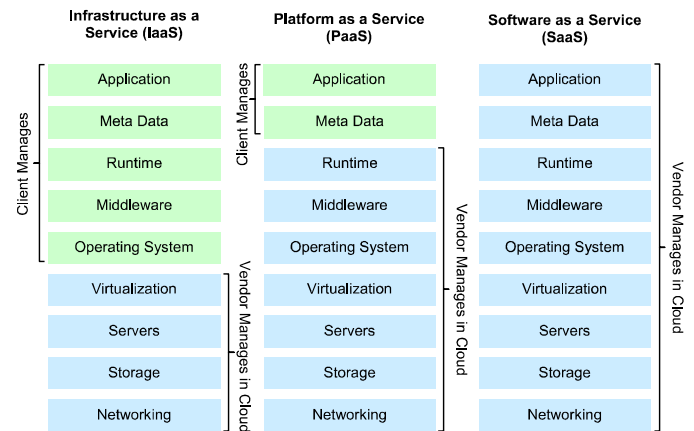 Infrastructure as a
Service (IaaS)
Client Manages
Application
Meta Data
Runtime
Middleware
Operating System
Virtualization
Servers
Storage
Networking
Vendor Manages in Cloud
Platform as a Service
(PaaS)
Client Manages
Application
Meta Data
Runtime
Middleware
Operating System
Virtualization
Servers
Storage
Networking
Vendor Manages in Cloud
Software as a Service
(SaaS)
Application
Meta Data
Runtime
Middleware
Operating System
Virtualization
Servers
Storage
Networking
Vendor Manages in Cloud